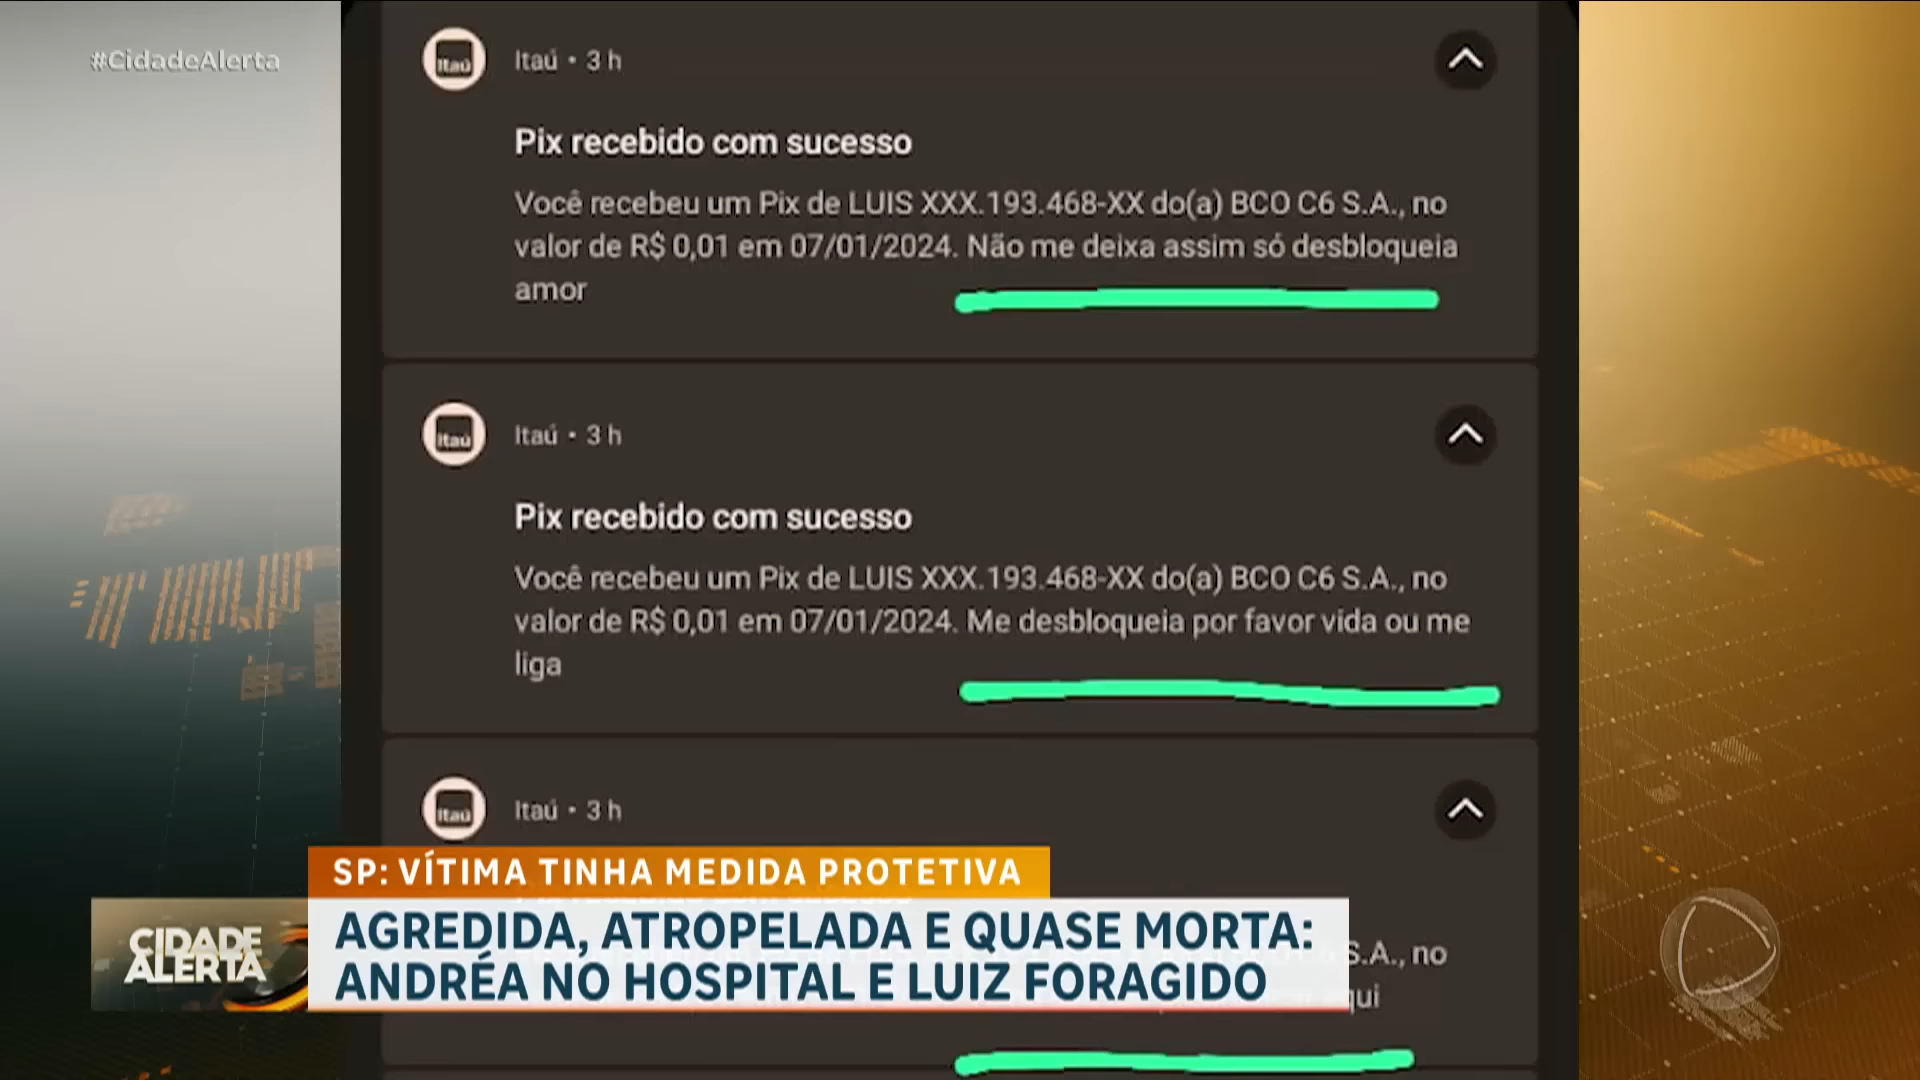 #CidadeAlerta
Itaú
Itaú • 3 h
Pix recebido com sucesso
Você recebeu um Pix de LUIS XXX.193.468-XX do(a) BCO C6 S.A., no
valor de R$ 0,01 em 07/01/2024. Não me deixa assim só desbloqueia
amor
Itaú
Itaú • 3 h
Pix recebido com sucesso
Você recebeu um Pix de LUIS XXX.193.468-XX do(a) BCO C6 S.A., no
valor de R$ 0,01 em 07/01/2024. Me desbloqueia por favor vida ou me
liga
Itaú
Itaú • 3 h
SP: VÍTIMA TINHA MEDIDA PROTETIVA
CIDADE
ALERTA
AGREDIDA, ATROPELADA E QUASE MORTA:
ANDRÉA NO HOSPITAL E LUIZ FORAGIDO
S.A., no